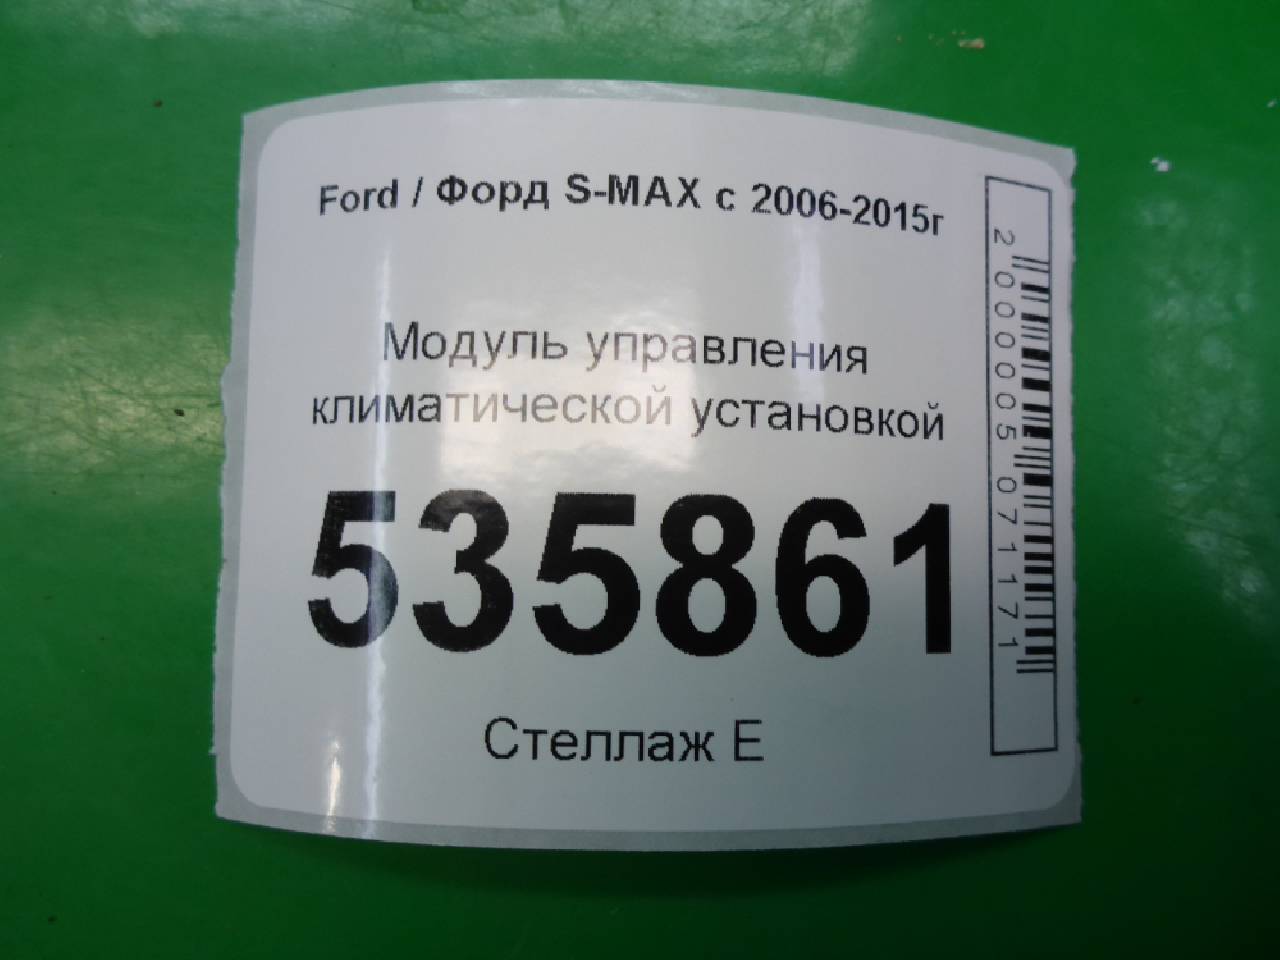 Ford / Форд S-MAX с 2006-2015г
Модуль управления
климатической установкой
535861
Стеллаж Е
2000005071171